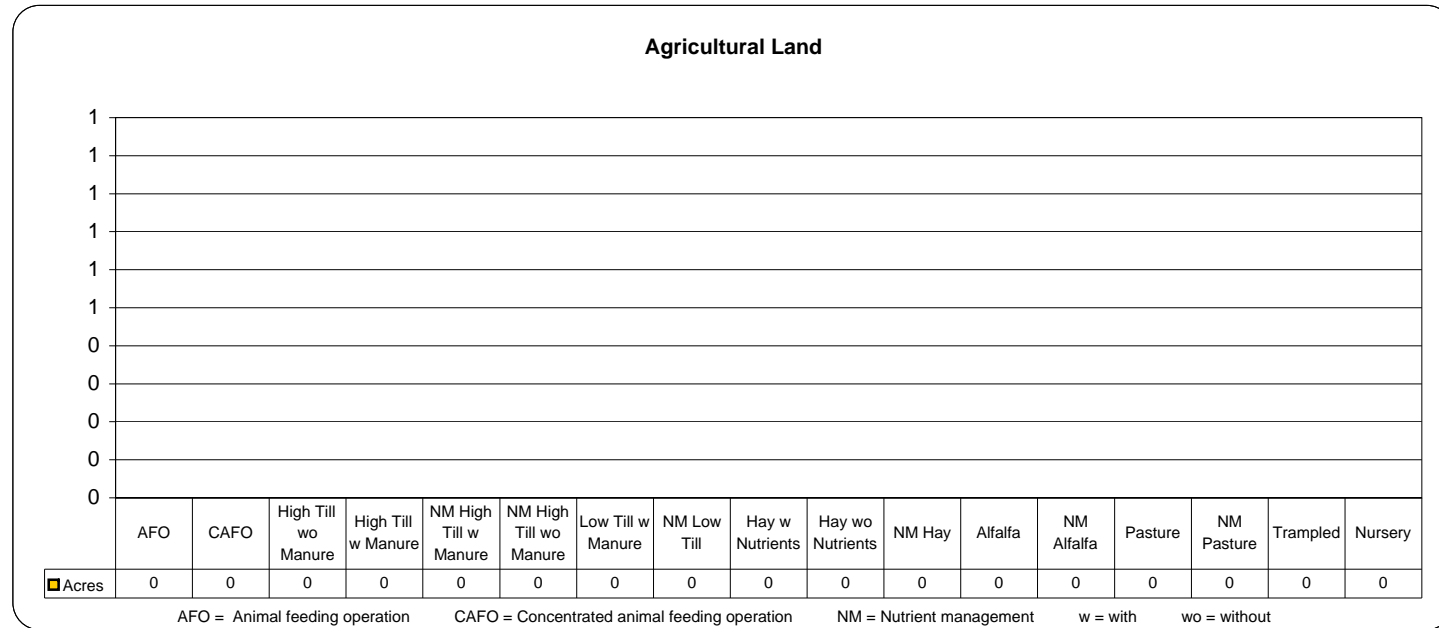 Agricultural Land
1
1
1
1
1
1
0
0
0
0
0
AFO CAFO High Till wo Manure High Till w Manure NM High Till w Manure NM High Till wo Manure Low Till w Manure NM Low Till Hay w Nutrients Hay wo Nutrients NM Hay Alfalfa NM Alfalfa Pasture NM Pasture Trampled Nursery
Acres 0 0 0 0 0 0 0 0 0 0 0 0 0 0 0 0 0
AFO = Animal feeding operation CAFO = Concentrated animal feeding operation NM = Nutrient management w = with wo = without